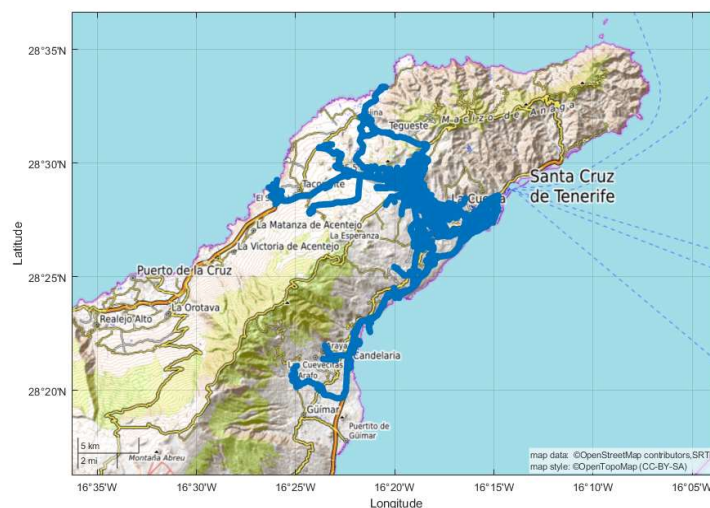 28°35'N
28°30'N
28°25'N
28°20'N
Latitude
Tegueste
Macizo de Anaga
Santa Cruz
de Tenerife
La Matanza de Acentejo
La Esperanza
La Victoria de Acentejo
Puerto de la Cruz
La Orotava
Realejo Alto
Candelaria
Arafo
Güímar
Puertito de
Güímar
Montaña Abreu
5 km
2 mi
map data: ©OpenStreetMap contributors,SRT
map style: ©OpenTopoMap (CC-BY-SA)
16°35'W
16°30'W
16°25'W
16°20'W
16°15'W
16°10'W
16°05'W
Longitude